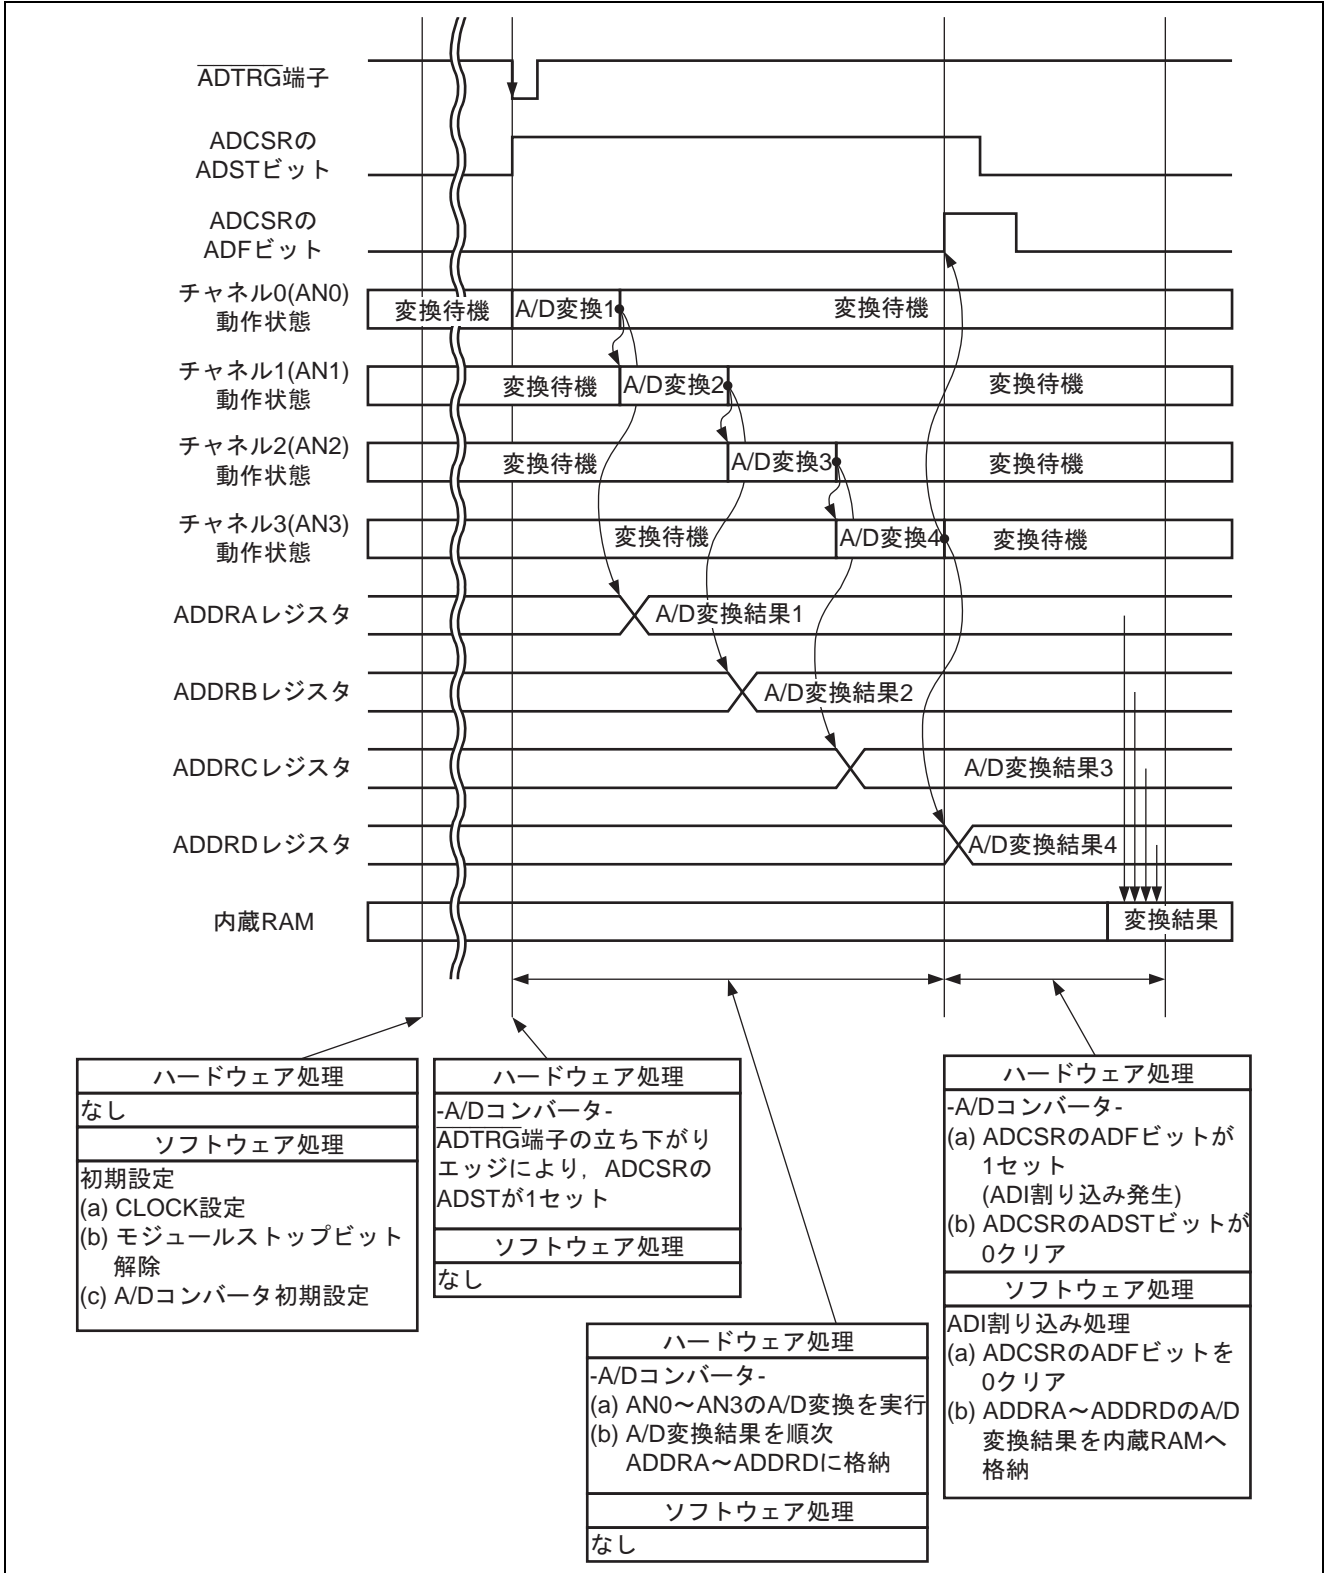 ADTRG端子
ADCSRの
ADSTビット
ADCSRの
ADFビット
チャネル0(AN0)
動作状態
変換待機
A/D変換1
変換待機
チャネル1(AN1)
動作状態
変換待機
A/D変換2
変換待機
チャネル2(AN2)
動作状態
変換待機
A/D変換3
変換待機
チャネル3(AN3)
動作状態
変換待機
A/D変換4
変換待機
ADDRAレジスタ
A/D変換結果1
ADDRBレジスタ
A/D変換結果2
ADDRCレジスタ
A/D変換結果3
ADDRDレジスタ
A/D変換結果4
内蔵RAM
変換結果
ハードウェア処理
なし
ソフトウェア処理
初期設定
(a) CLOCK設定
(b) モジュールストップビット
解除
(c) A/Dコンバータ初期設定
ハードウェア処理
-A/Dコンバータ-
ADTRG端子の立ち下がり
エッジにより，ADCSRの
ADSTが1セット
ソフトウェア処理
なし
ハードウェア処理
-A/Dコンバータ-
(a) AN0～AN3のA/D変換を実行
(b) A/D変換結果を順次
ADDRA～ADDRDに格納
ソフトウェア処理
なし
ハードウェア処理
-A/Dコンバータ-
(a) ADCSRのADFビットが
1セット
(ADI割り込み発生)
(b) ADCSRのADSTビットが
0クリア
ソフトウェア処理
ADI割り込み処理
(a) ADCSRのADFビットを
0クリア
(b) ADDRA～ADDRDのA/D
変換結果を内蔵RAMへ
格納